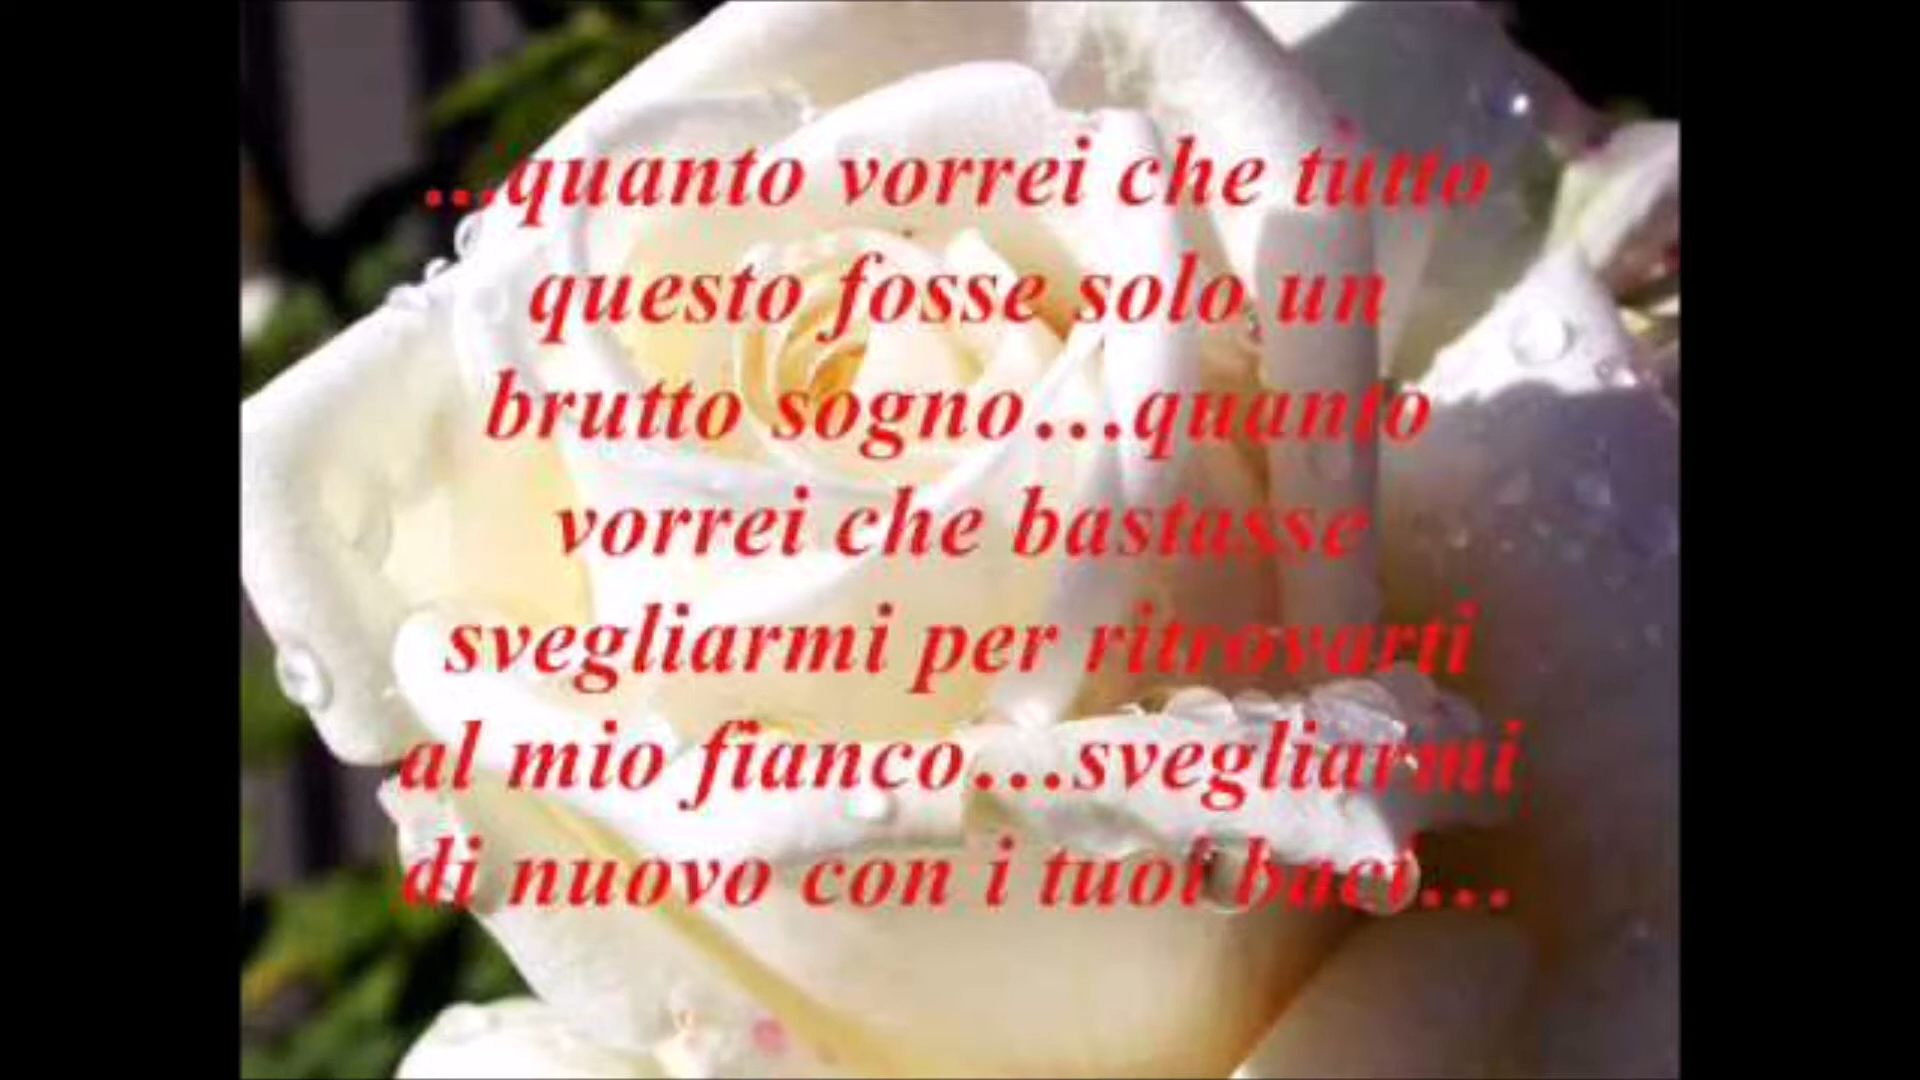 ...quanto vorrei che tutto
questo fosse solo un
brutto sogno...quanto
vorrei che bastasse
svegliarmi per ritrovarti
al mio fianco...svegliarmi
di nuovo con i tuoi baci...